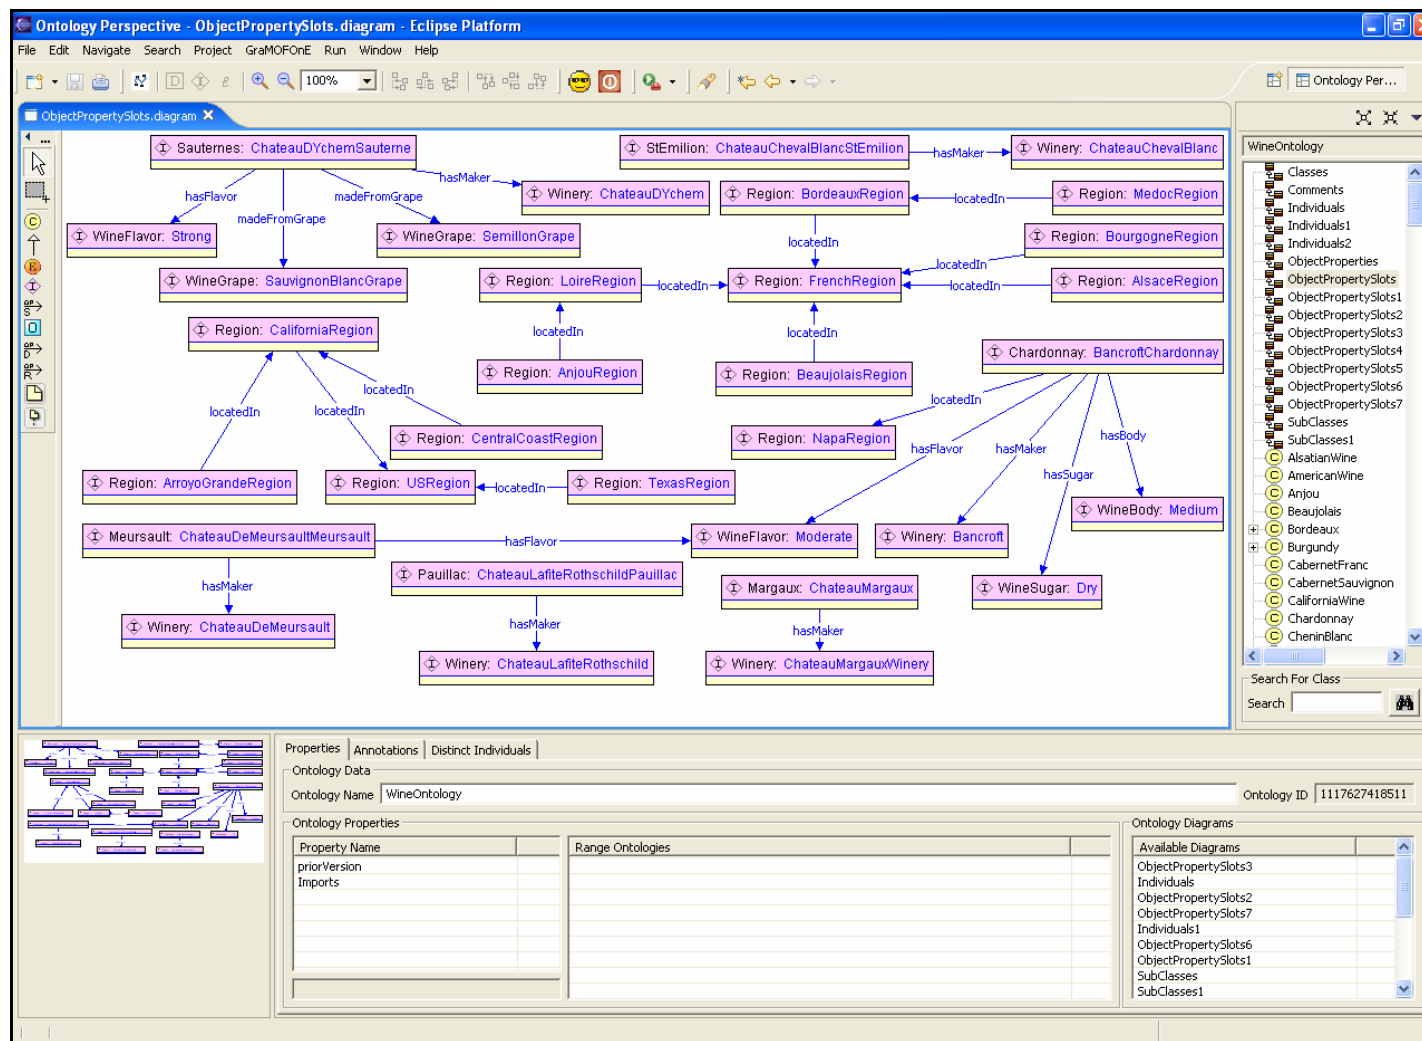 Ontology Perspective - ObjectPropertySlots.diagram - Eclipse Platform
File Edit Navigate Search Project GraMOFOnE Run Window Help
100%
Ontology Per...
ObjectPropertySlots.diagram
Sauternes: ChateauDYchemSauterne
StEmilion: ChateauChevalBlancStEmilion
hasMaker
Winery: ChateauChevalBlanc
hasFlavor
madeFromGrape
madeFromGrape
hasMaker
Winery: ChateauDYchem
Region: BordeauxRegion
locatedIn
Region: MedocRegion
WineFlavor: Strong
WineGrape: SemillonGrape
locatedIn
Region: BourgogneRegion
locatedIn
WineGrape: SauvignonBlancGrape
Region: LoireRegion
locatedIn
Region: FrenchRegion
locatedIn
Region: AlsaceRegion
Region: CaliforniaRegion
locatedIn
locatedIn
Chardonnay: BancroftChardonnay
Region: AnjouRegion
Region: BeaujolaisRegion
locatedIn
locatedIn
locatedIn
locatedIn
Region: CentralCoastRegion
Region: NapaRegion
hasFlavor
hasMaker
hasBody
hasSugar
Region: ArroyoGrandeRegion
Region: USRegion
locatedIn
Region: TexasRegion
WineBody: Medium
Meursault: ChateauDeMeursaultMeursault
hasFlavor
WineFlavor: Moderate
Winery: Bancroft
hasMaker
Pauillac: ChateauLafiteRothschildPauillac
Margaux: ChateauMargaux
WineSugar: Dry
Winery: ChateauDeMeursault
hasMaker
hasMaker
Winery: ChateauLafiteRothschild
Winery: ChateauMargauxWinery
WineOntology
Classes
Comments
Individuals
Individuals1
Individuals2
ObjectProperties
ObjectPropertySlots
ObjectPropertySlots1
ObjectPropertySlots2
ObjectPropertySlots3
ObjectPropertySlots4
ObjectPropertySlots5
ObjectPropertySlots6
ObjectPropertySlots7
SubClasses
SubClasses1
AlsatianWine
AmericanWine
Anjou
Beaujolais
Bordeaux
Burgundy
CabernetFranc
CabernetSauvignon
CaliforniaWine
Chardonnay
CheninBlanc
Search For Class
Search
Properties Annotations Distinct Individuals
Ontology Data
Ontology Name WineOntology
Ontology ID 1117627418511
Ontology Properties
Property Name
priorVersion
Imports
Range Ontologies
Ontology Diagrams
Available Diagrams
ObjectPropertySlots3
Individuals
ObjectPropertySlots2
ObjectPropertySlots7
Individuals1
ObjectPropertySlots6
ObjectPropertySlots1
SubClasses
SubClasses1